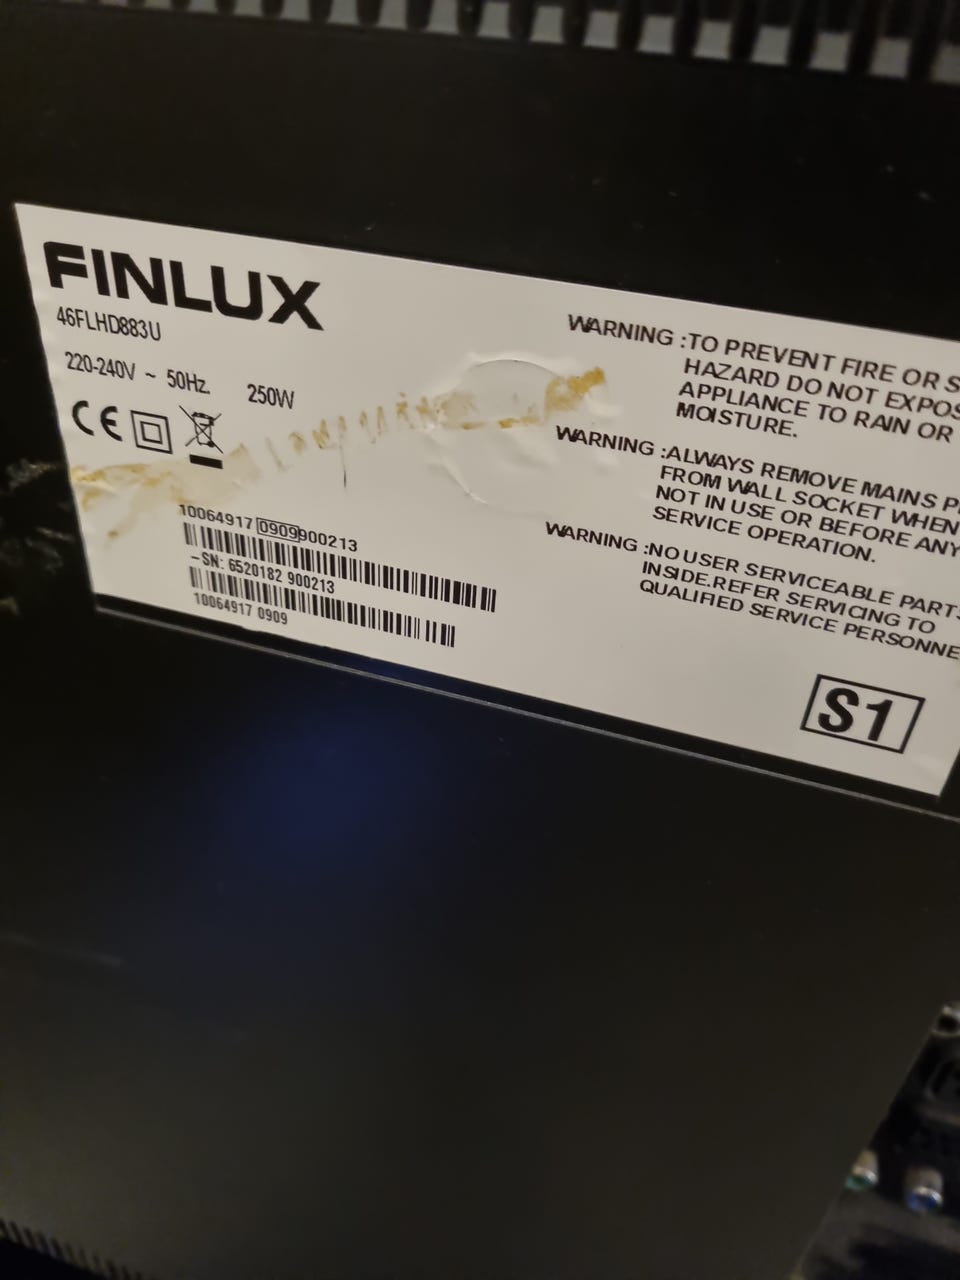 FINLUX
46FLHD883U
220-240V ~ 50Hz. 250W
CE
10064917 0909900213
-SN: 6520182 900213
10064917 0909
WARNING :TO PREVENT FIRE OR S
HAZARD DO NOT EXPOS
APPLIANCE TO RAIN OR
MOISTURE.
WARNING :ALWAYS REMOVE MAINS P
FROM WALL SOCKET WHEN
NOT IN USE OR BEFORE ANY
SERVICE OPERATION.
WARNING :NO USER SERVICEABLE PART
INSIDE.REFER SERVICING TO
QUALIFIED SERVICE PERSONNE
S1